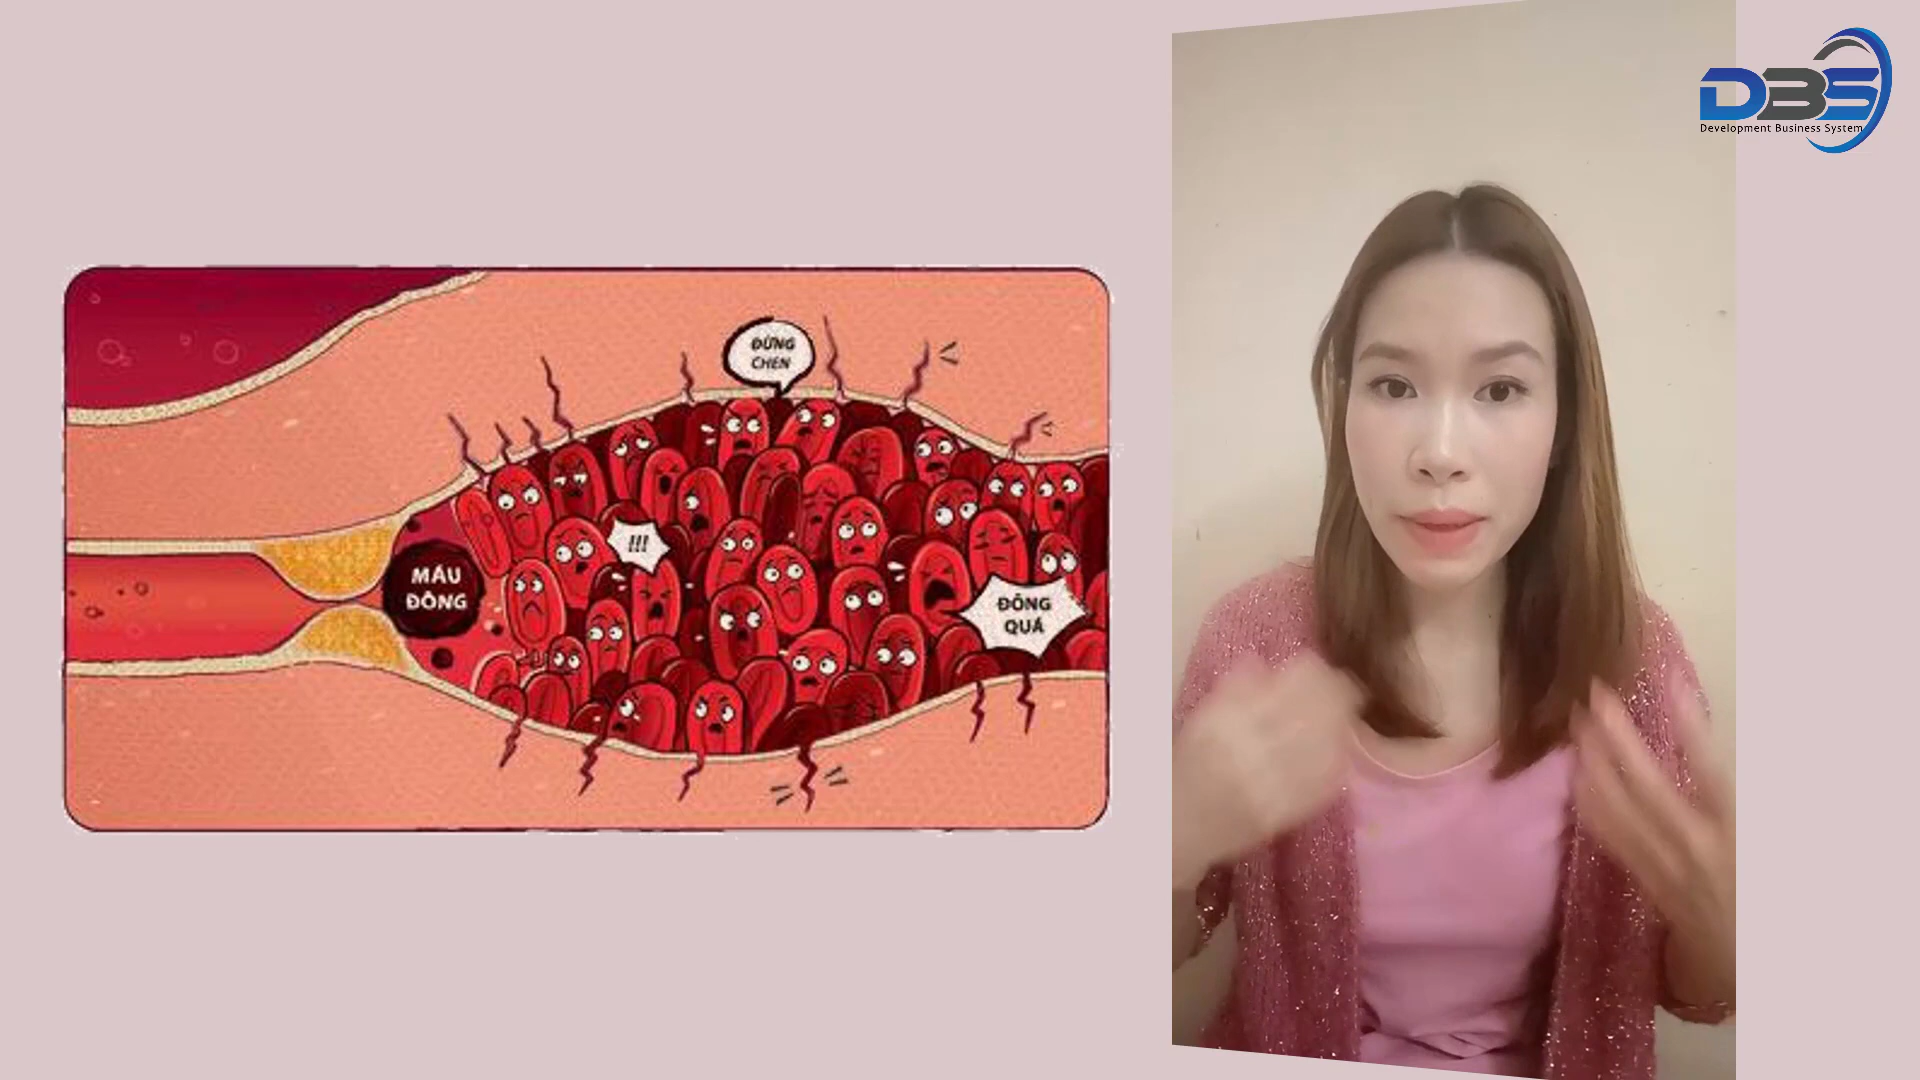 ĐỪNG
CHEN
!!!
MÁU
ĐÔNG
ĐÔNG
QUÁ
DBS
Development Business System